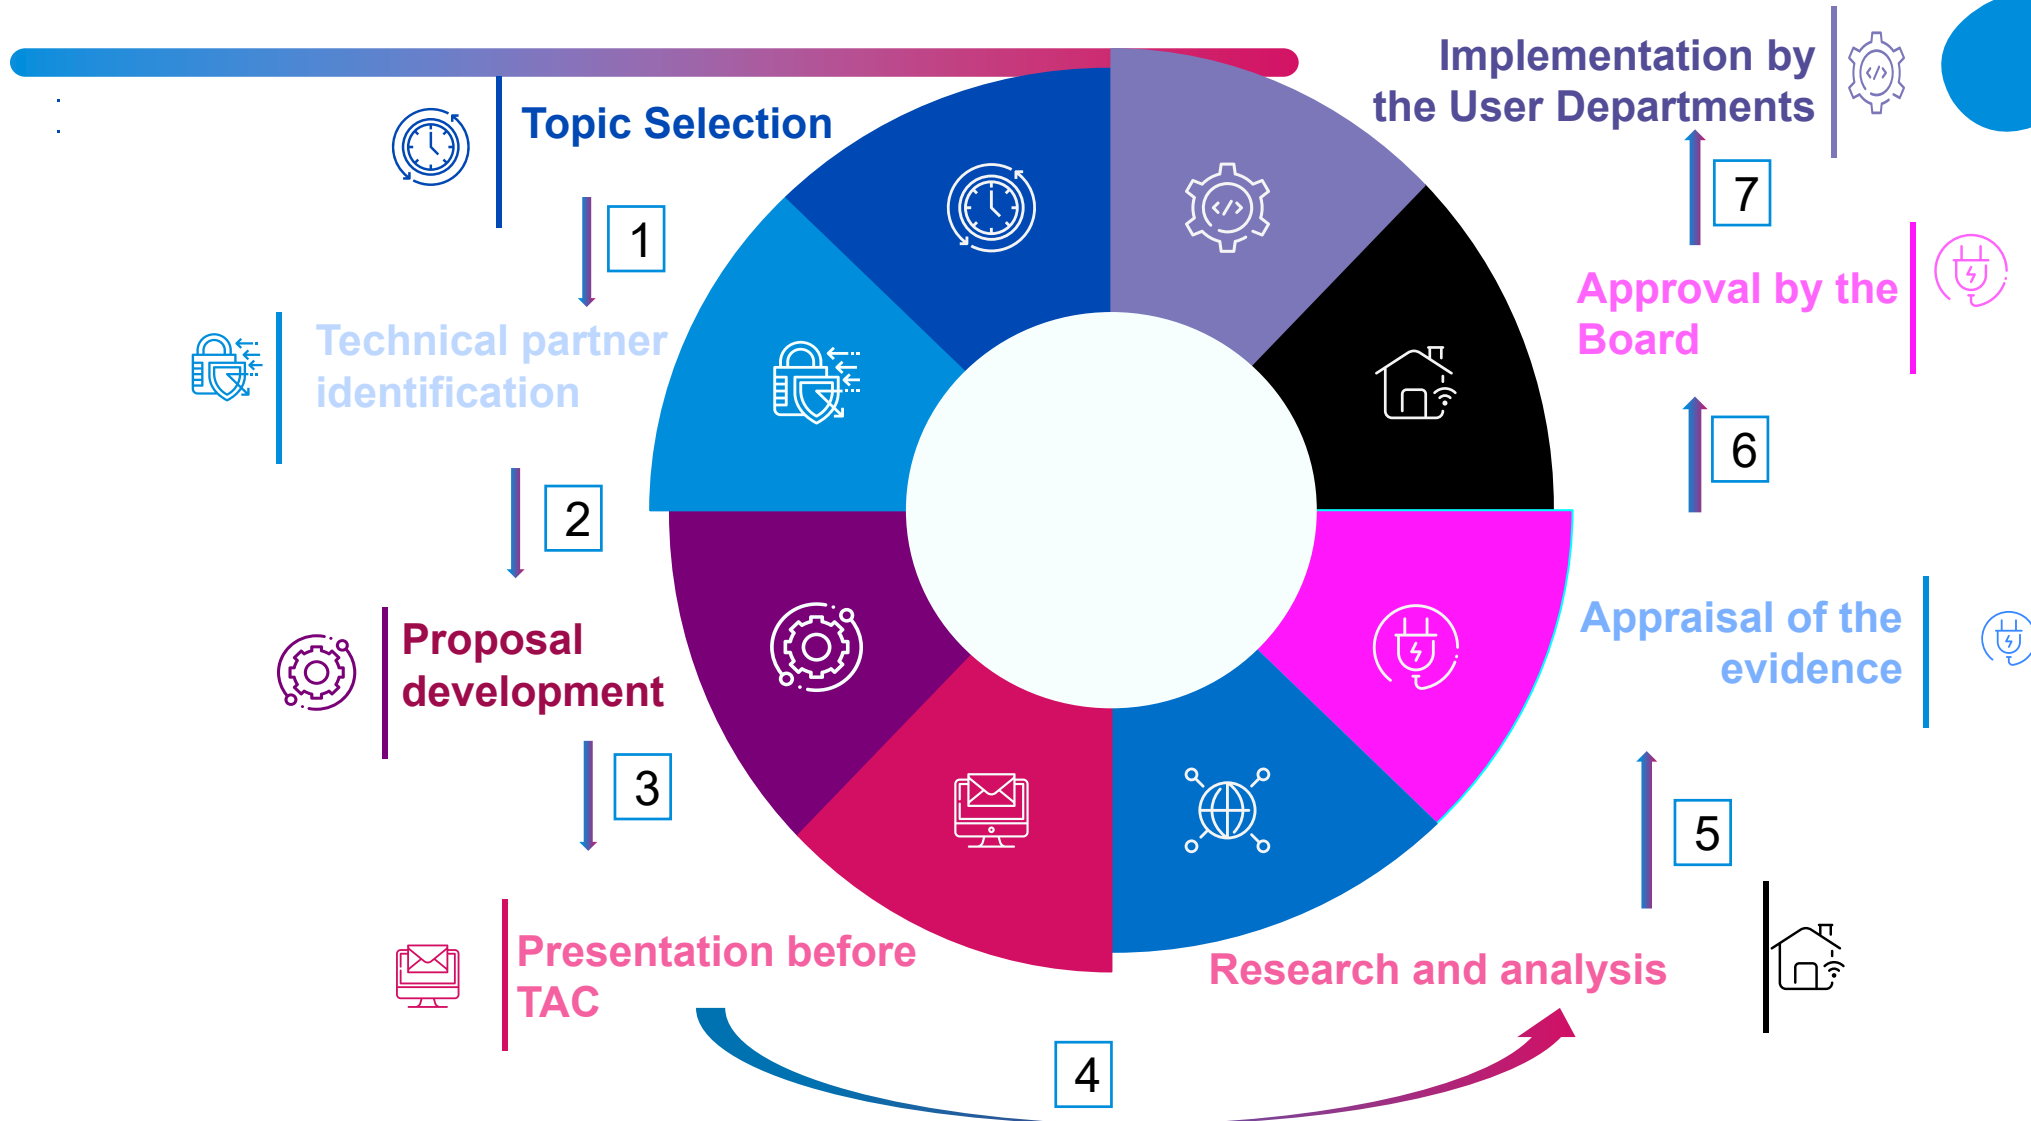 Topic Selection
1
Technical partner
identification
2
Proposal
development
3
Presentation before
TAC
4
Research and analysis
5
Appraisal of the
evidence
6
Approval by the
Board
7
Implementation by
the User Departments